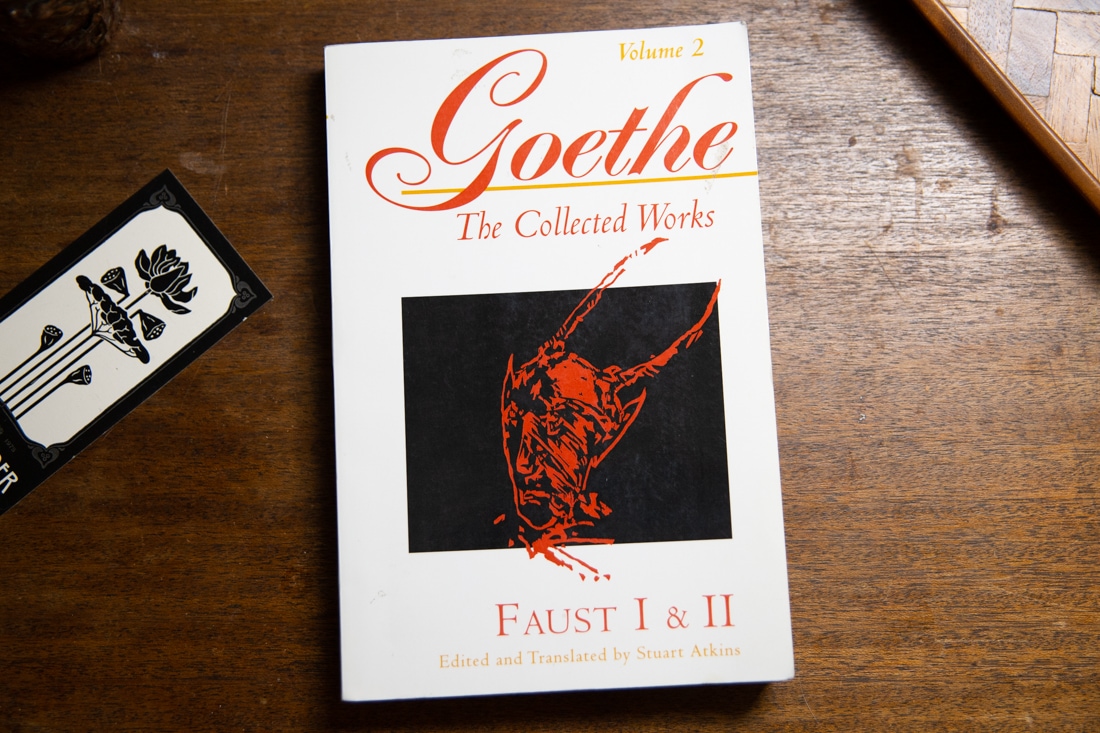 Volume 2
Goethe
The Collected Works
FAUST I & II
Edited and Translated by Stuart Atkins